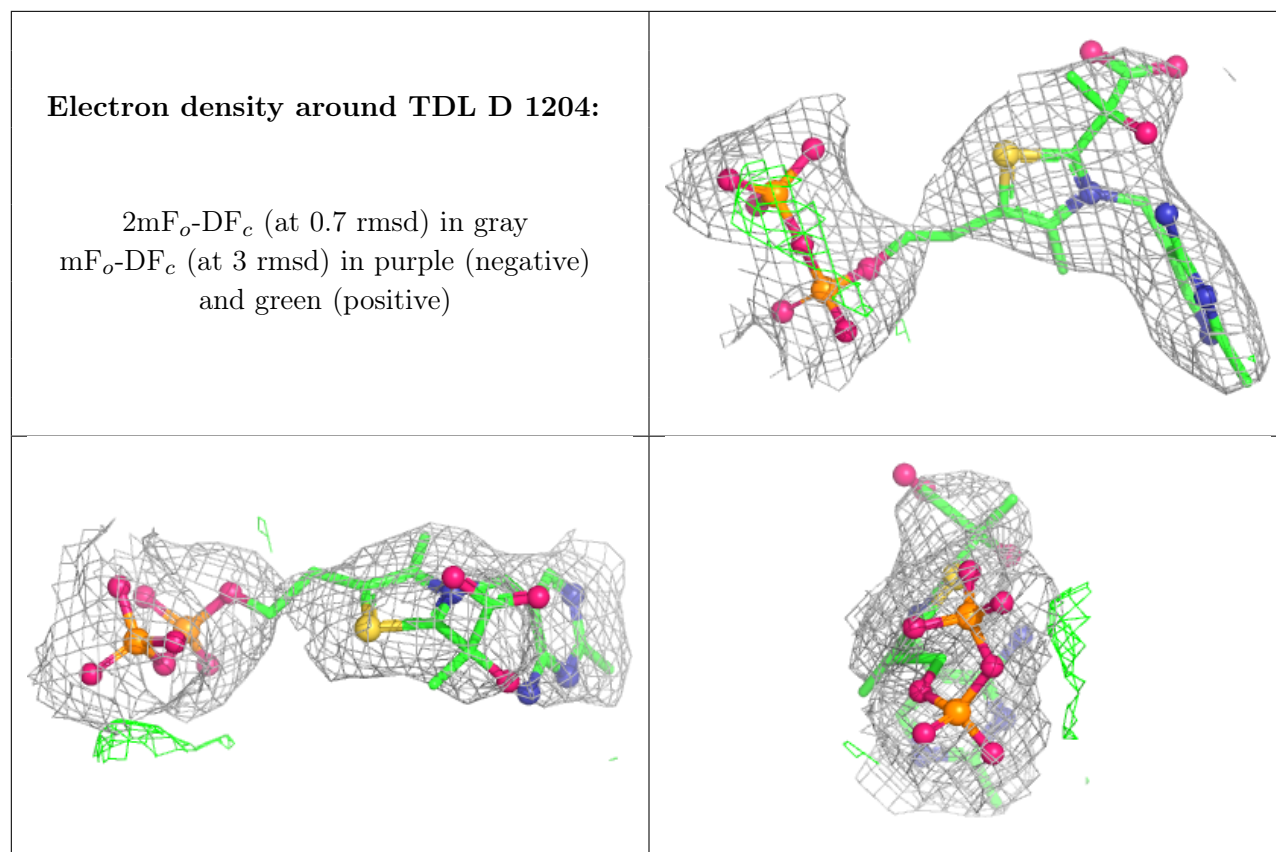 Electron density around TDL D 1204:
2mFo-DFc (at 0.7 rmsd) in gray
mFo-DFc (at 3 rmsd) in purple (negative)
and green (positive)